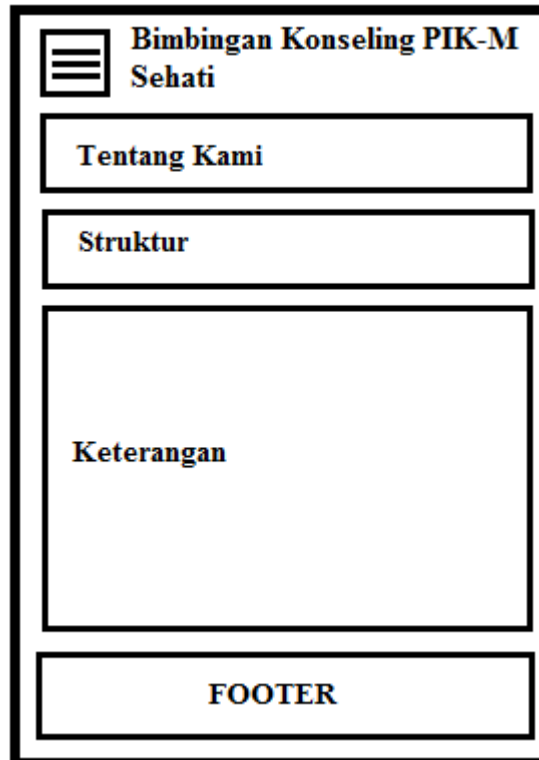 Bimbingan Konseling PIK-M
Sehati
Tentang Kami
Struktur
Keterangan
FOOTER